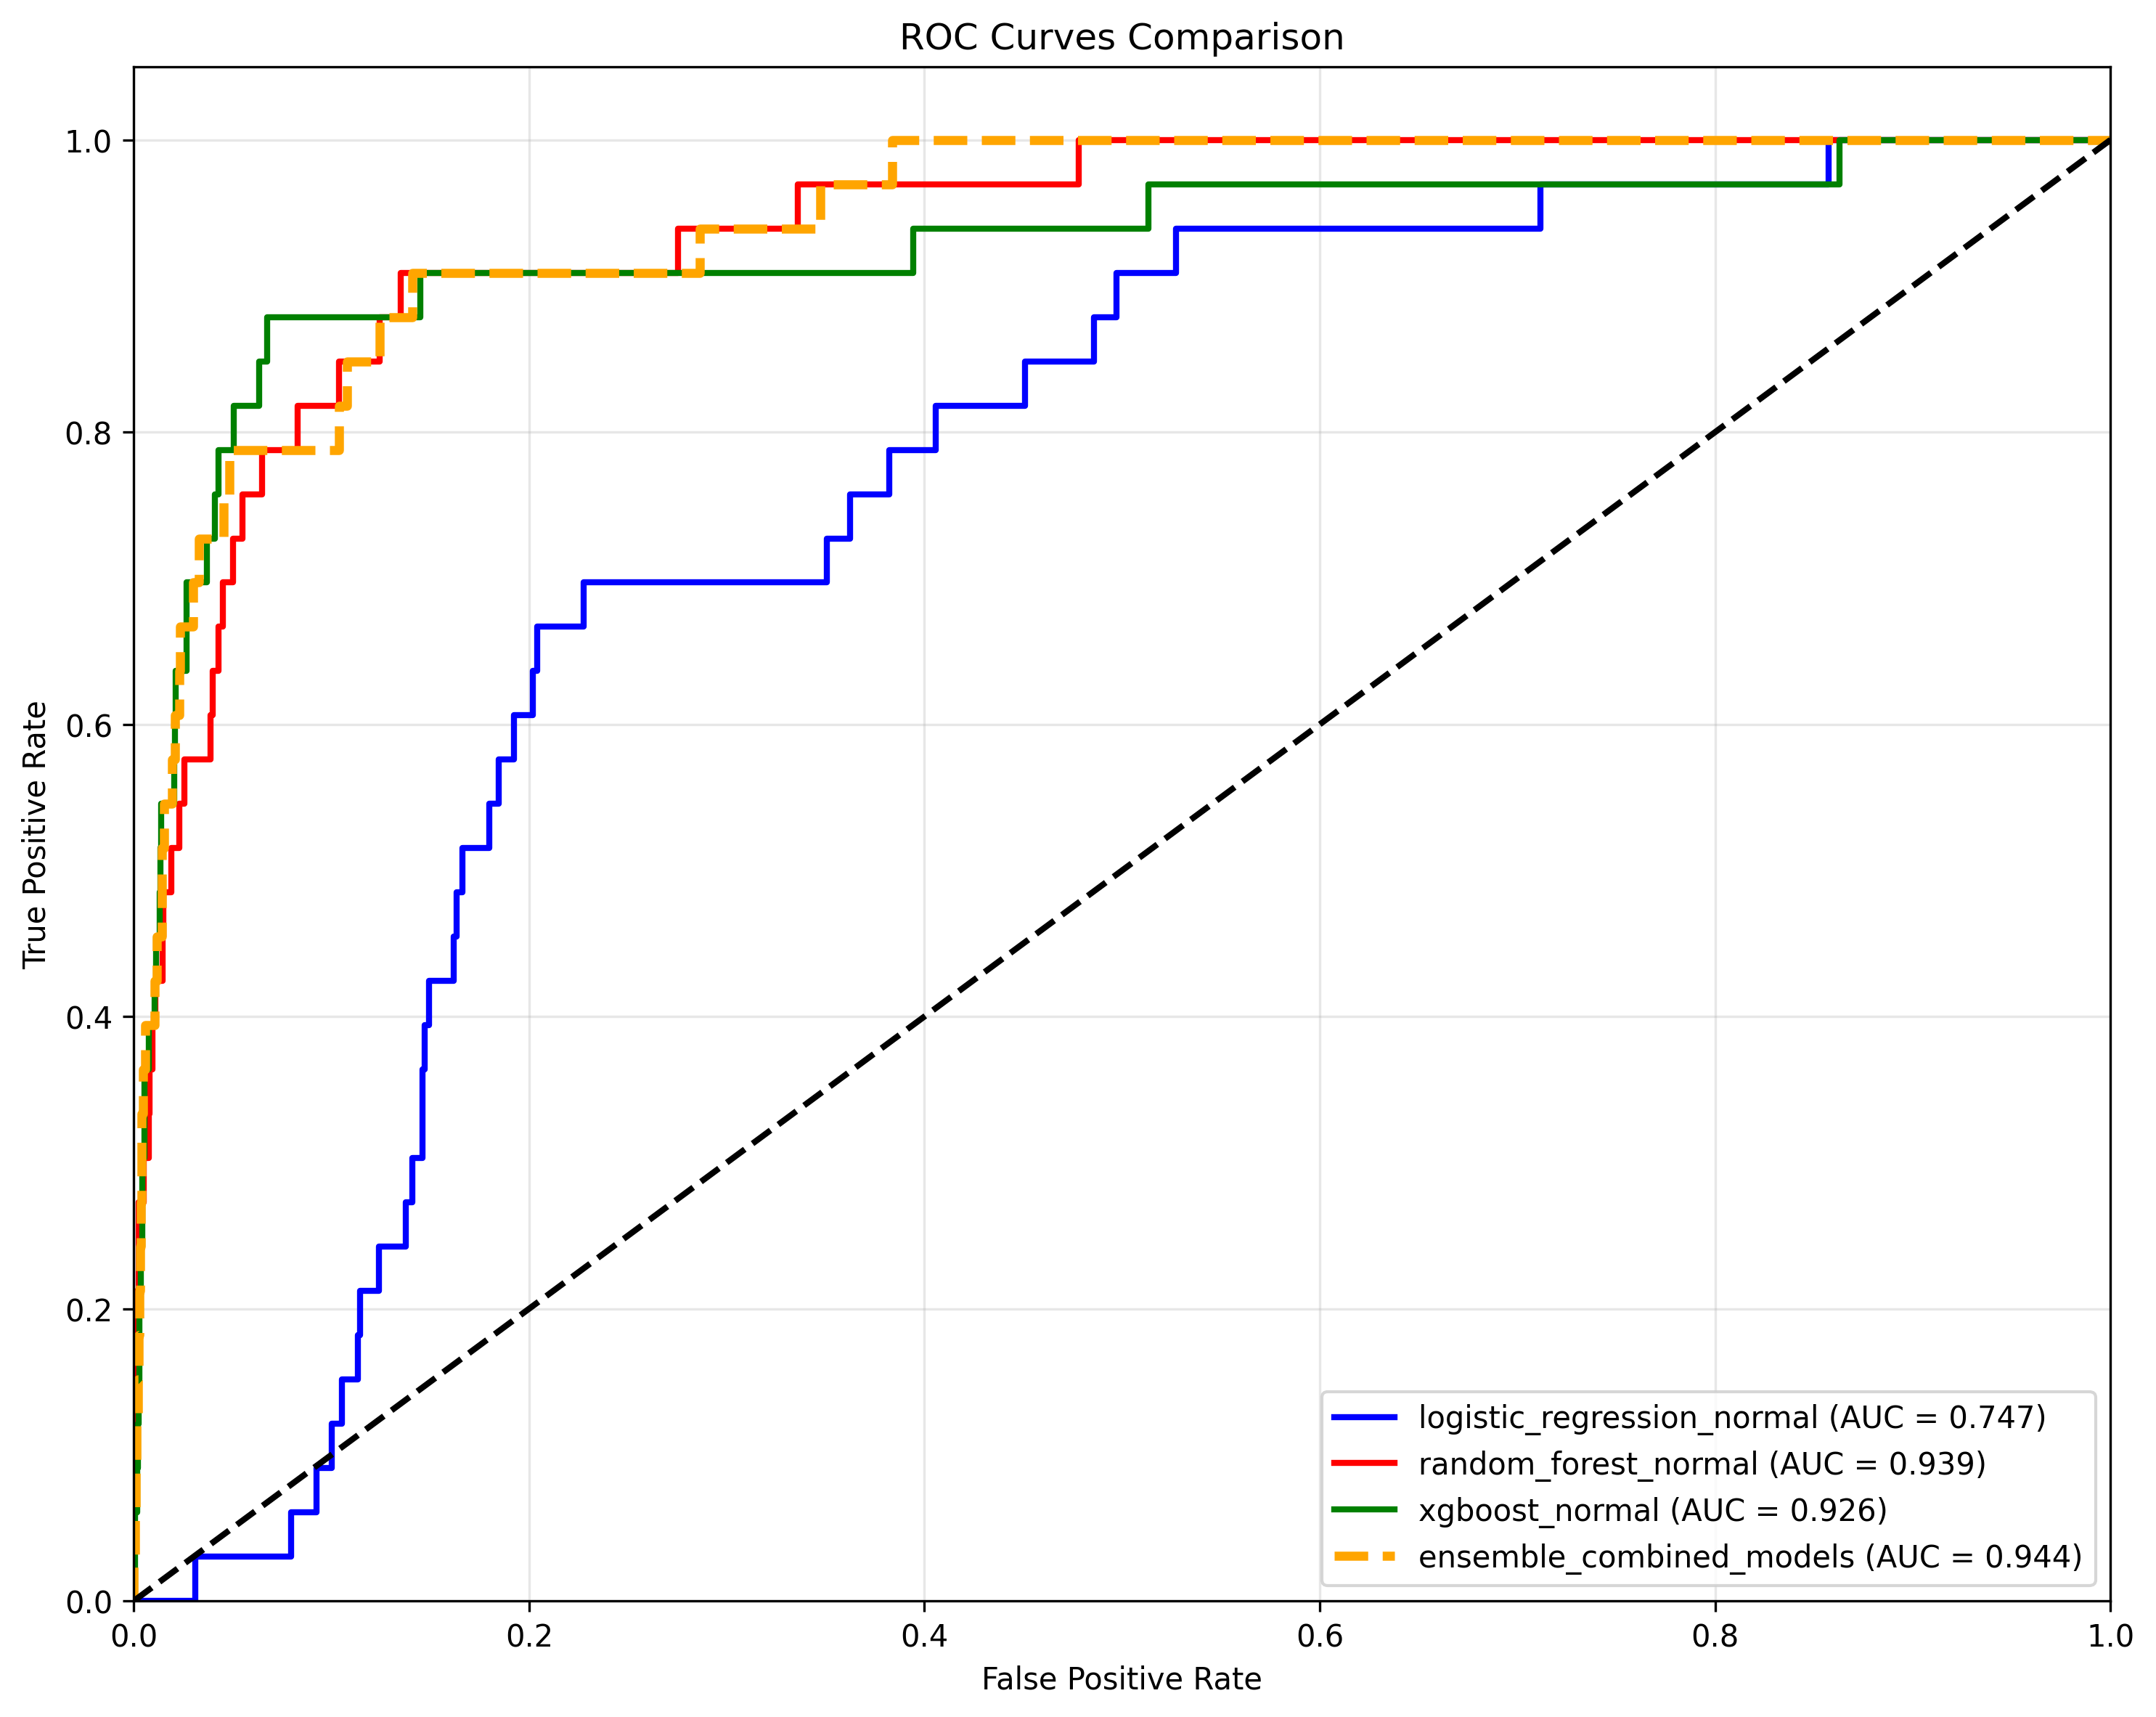 ROC Curves Comparison
1.0
0.8
0.6
0.4
0.2
0.0
True Positive Rate
0.0 0.2 0.4 0.6 0.8 1.0
False Positive Rate
logistic_regression_normal (AUC = 0.747)
random_forest_normal (AUC = 0.939)
xgboost_normal (AUC = 0.926)
ensemble_combined_models (AUC = 0.944)